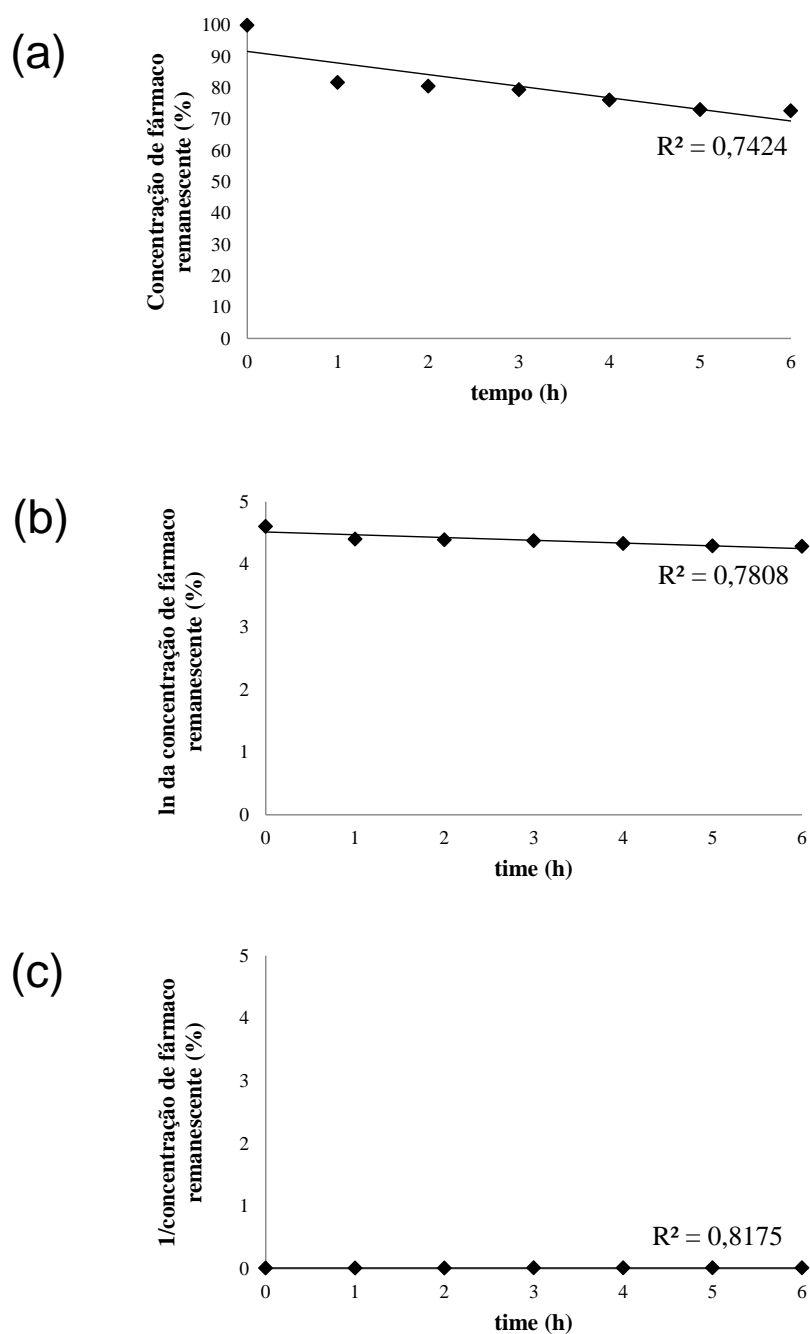 (a)
Concentração de fármaco
remanescente (%)
100
90
80
70
60
50
40
30
20
10
0
R² = 0,7424
0 1 2 3 4 5 6
tempo (h)
(b)
ln da concentração de fármaco
remanescente (%)
5
4
3
2
1
0
R² = 0,7808
0 1 2 3 4 5 6
time (h)
(c)
1/concentração de fármaco
remanescente (%)
5
4
3
2
1
0
R² = 0,8175
0 1 2 3 4 5 6
time (h)